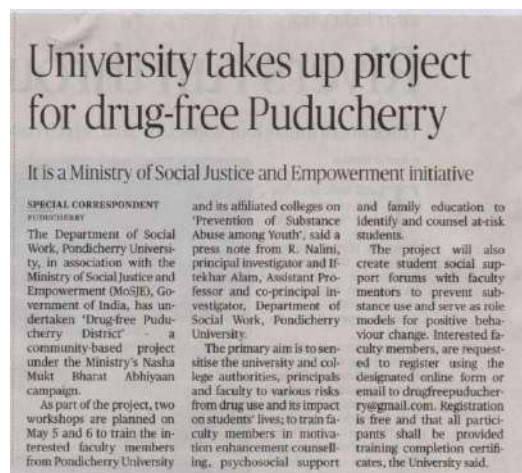 University takes up project
for drug-free Puducherry
It is a Ministry of Social Justice and Empowerment initiative
SPECIAL CORRESPONDENT
PUDUCHERRY
The Department of Social
Work, Pondicherry Universi-
ty, in association with the
Ministry of Social Justice and
Empowerment (MoSJE), Go-
vernment of India, has un-
dertaken 'Drug-free Pudu-
cherry District' - a
community-based project
under the Ministry's Nasha
Mukt Bharat Abhiyaan
campaign.
As part of the project, two
workshops are planned on
May 5 and 6 to train the in-
terested faculty members
from Pondicherry University
and its affiliated colleges on
'Prevention of Substance
Abuse among Youth', said a
press note from R. Nalini,
principal investigator and If-
tekhar Alam, Assistant Pro-
fessor and co-principal in-
vestigator, Department of
Social Work, Pondicherry
University.
The primary aim is to sen-
sitise the university and col-
lege authorities, principals
and faculty to various risks
from drug use and its impact
on students' lives; to train fa-
culty members in motiva-
tion enhancement counsell-
ing, psychosocial support
and family education to
identify and counsel at-risk
students.
The project will also
create student social sup-
port forums with faculty
mentors to prevent sub-
stance use and serve as role
models for positive beha-
viour change. Interested fa-
culty members, are request-
ed to register using the
designated online form or
email to drugfreepuducher-
ry@gmail.com. Registration
is free and that all partici-
pants shall be provided
training completion certifi-
cates, the University said.